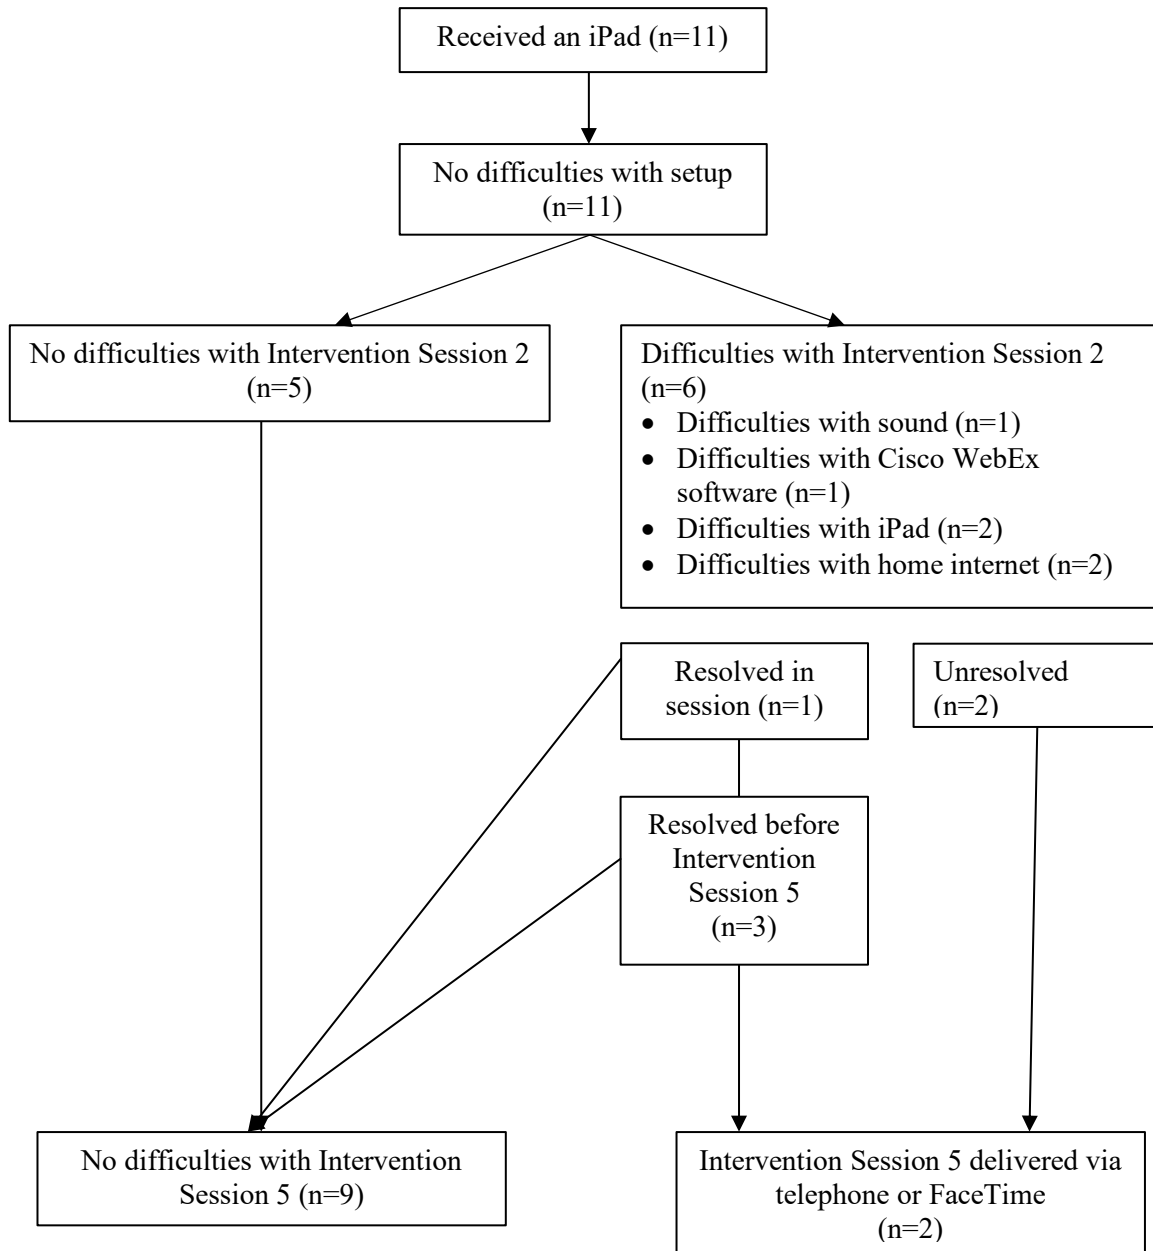 Received an iPad (n=11)
No difficulties with setup
(n=11)
No difficulties with Intervention Session 2
(n=5)
Difficulties with Intervention Session 2
(n=6)
• Difficulties with sound (n=1)
• Difficulties with Cisco WebEx
software (n=1)
• Difficulties with iPad (n=2)
• Difficulties with home internet (n=2)
Resolved in
session (n=1)
Unresolved
(n=2)
Resolved before
Intervention
Session 5
(n=3)
No difficulties with Intervention
Session 5 (n=9)
Intervention Session 5 delivered via
telephone or FaceTime
(n=2)